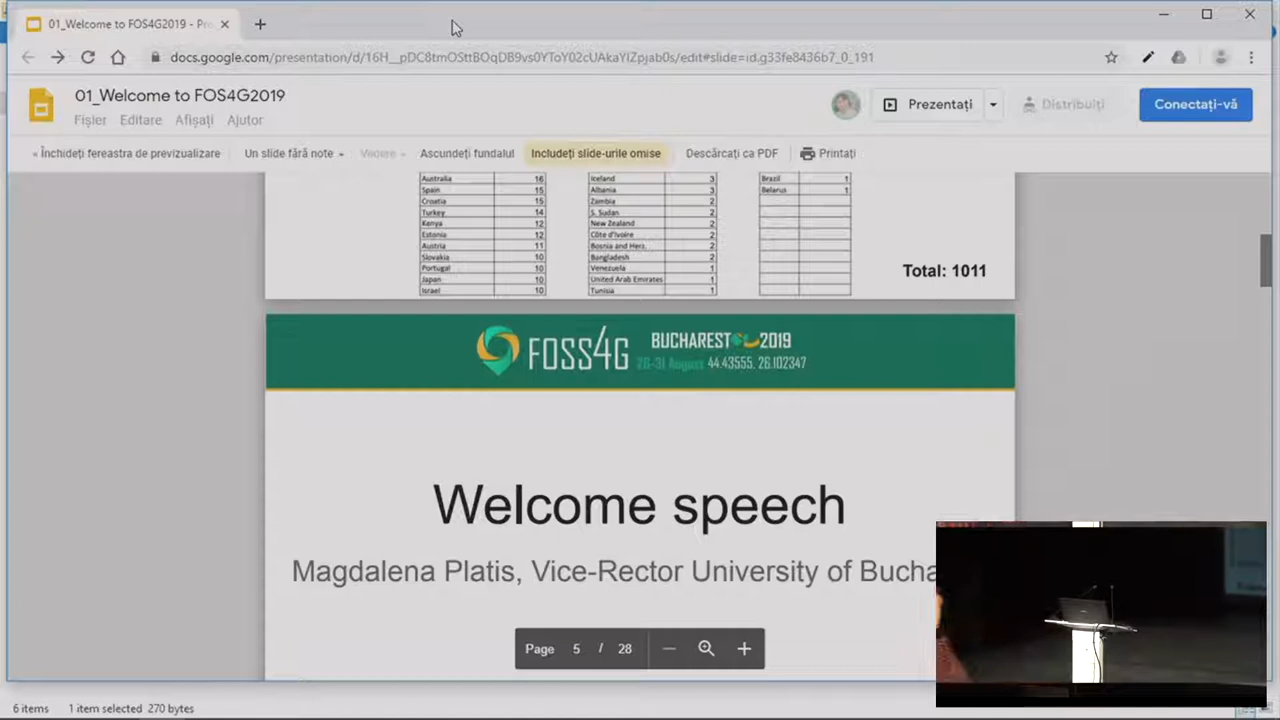 01_Welcome to FOS4G2019 - Pro
docs.google.com/presentation/d/16H__pDC8tmOSttBOqDB9vs0YToY02cUAkaYlZpjab0s/edit#slide=id.g33fe8436b7_0_191
01_Welcome to FOS4G2019
Prezentați
Distribuiți
Conectați-vă
Fișier Editare Afișați Ajutor
« Închideți fereastra de previzualizare Un slide fără note Videre Ascundeți fundalul Includeți slide-urile omise Descărcați ca PDF Printați
Australia 16 Iceland 3 Brazil 1
Spain 15 Albania 3 Belarus 1
Croatia 15 Zambia 2
Turkey 14 S. Sudan 2
Kenya 12 New Zealand 2
Estonia 12 Côte d'Ivoire 2
Austria 11 Bosnia and Herz. 2
Slovakia 10 Bangladesh 2
Portugal 10 Venezuela 1
Japan 10 United Arab Emirates 1
Israel 10 Tunisia 1
Total: 1011
FOSS4G BUCHAREST 2019
26-31 August 44.43555. 26.102347
Welcome speech
Magdalena Platis, Vice-Rector University of Bucha
Page 5 / 28
6 items 1 item selected 270 bytes